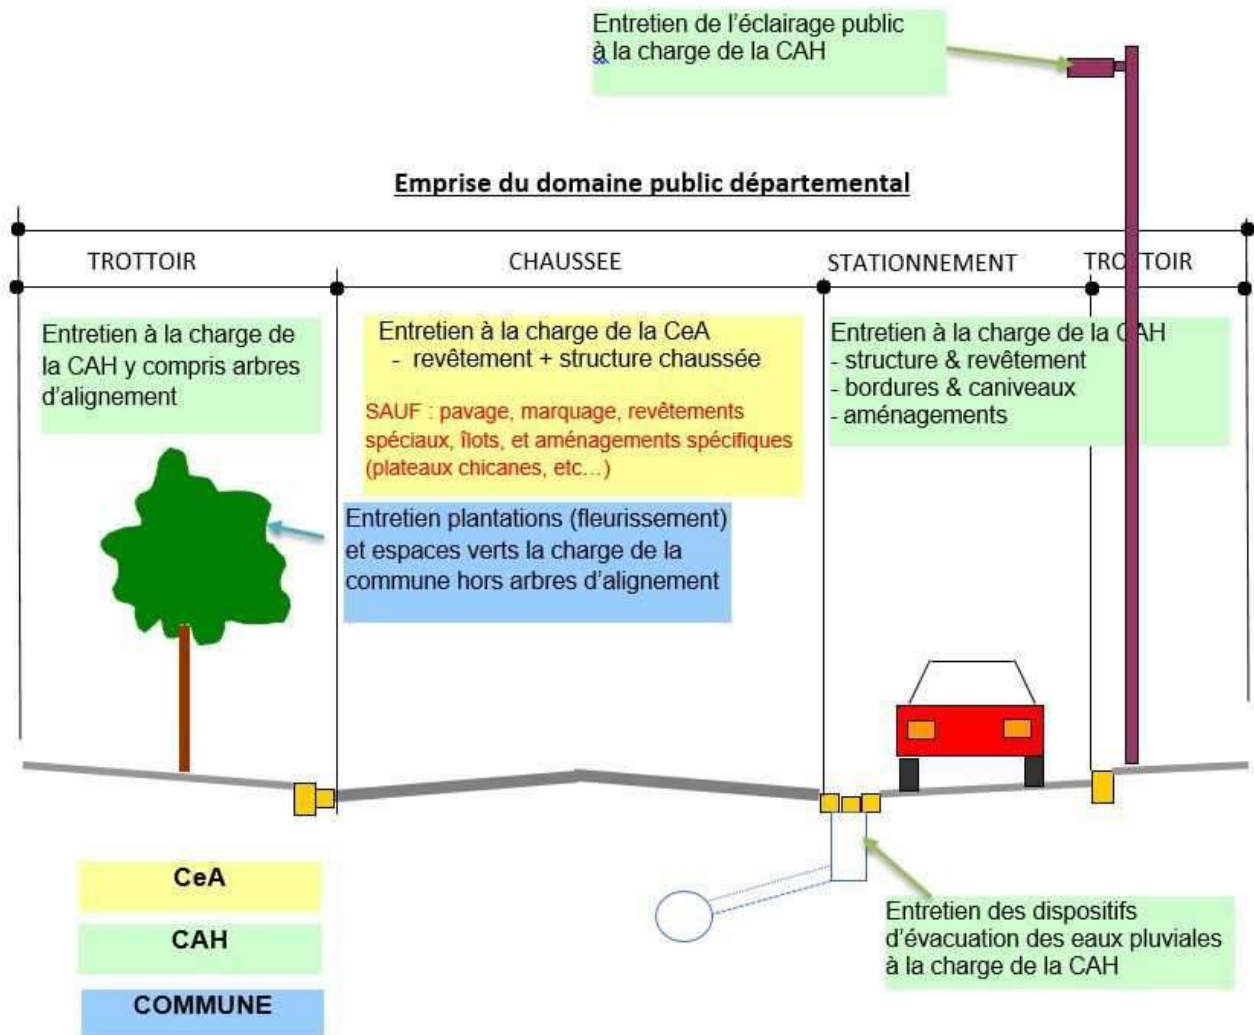 Entretien de l'éclairage public
à la charge de la CAH
Emprise du domaine public départemental
TROTTOIR
CHAUSSEE
STATIONNEMENT
TROTTOIR
Entretien à la charge de
la CAH y compris arbres
d'alignement
Entretien à la charge de la CeA
- revêtement + structure chaussée
SAUF : pavage, marquage, revêtements
spéciaux, îlots, et aménagements spécifiques
(plateaux chicanes, etc…)
Entretien à la charge de la CAH
- structure & revêtement
- bordures & caniveaux
- aménagements
Entretien plantations (fleurissement)
et espaces verts la charge de la
commune hors arbres d'alignement
CeA
CAH
COMMUNE
Entretien des dispositifs
d'évacuation des eaux pluviales
à la charge de la CAH